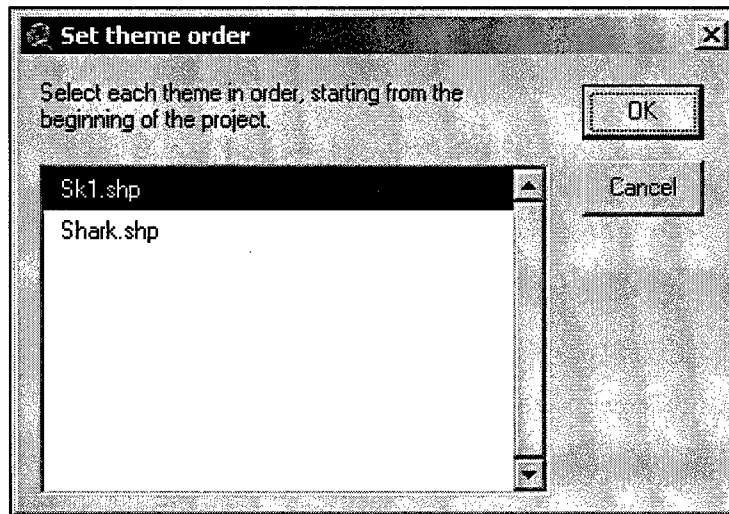 Set theme order
Select each theme in order, starting from the
beginning of the project.
OK
Cancel
Sk1.shp
Shark.shp